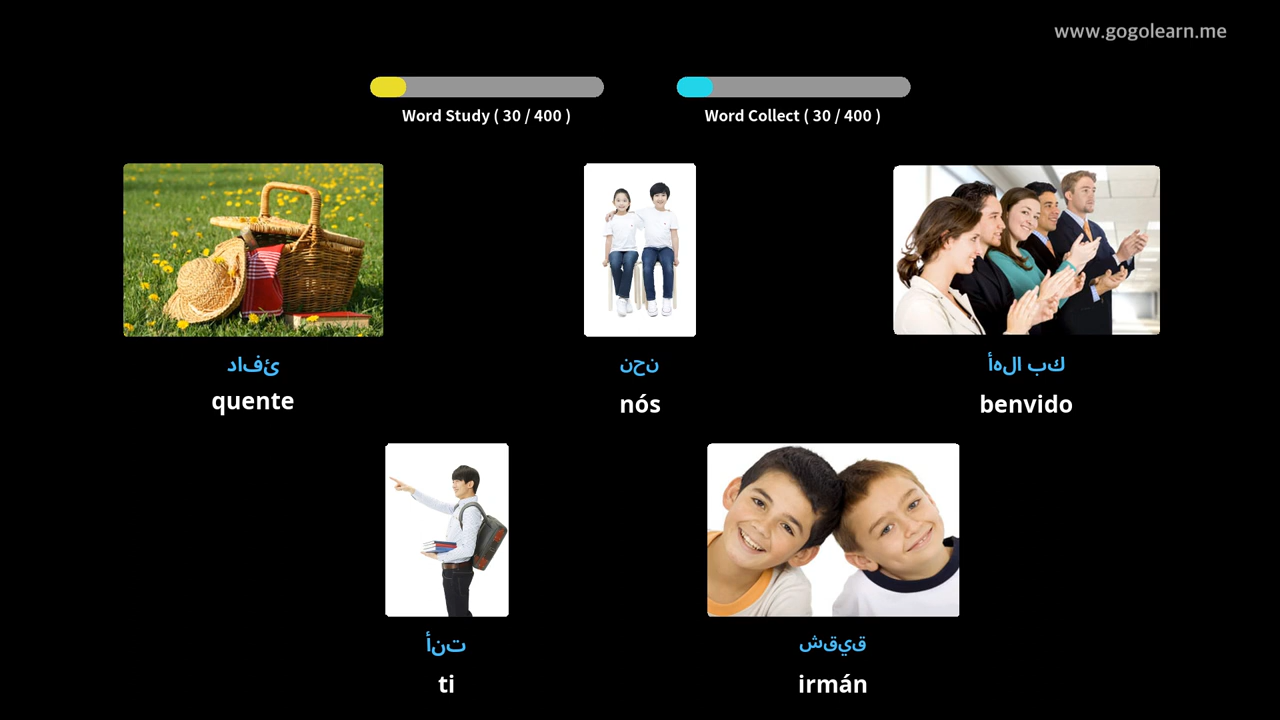 www.gogolearn.me
Word Study ( 30 / 400 )
Word Collect ( 30 / 400 )
ئفاد
quente
نحن
nós
كب الهأ
benvido
تنأ
ti
قيقش
irmán